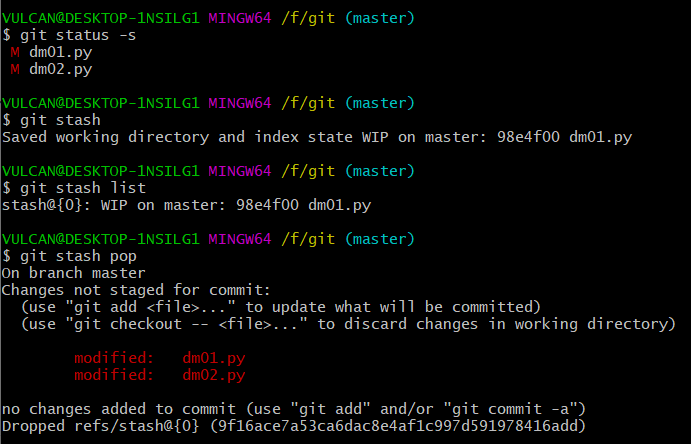 VULCAN@DESKTOP-1NSILG1 MINGW64 /f/git (master)
$ git status -s
 M dm01.py
 M dm02.py
VULCAN@DESKTOP-1NSILG1 MINGW64 /f/git (master)
$ git stash
Saved working directory and index state WIP on master: 98e4f00 dm01.py
VULCAN@DESKTOP-1NSILG1 MINGW64 /f/git (master)
$ git stash list
stash@{0}: WIP on master: 98e4f00 dm01.py
VULCAN@DESKTOP-1NSILG1 MINGW64 /f/git (master)
$ git stash pop
On branch master
Changes not staged for commit:
  (use "git add <file>..." to update what will be committed)
  (use "git checkout -- <file>..." to discard changes in working directory)
        modified:   dm01.py
        modified:   dm02.py
no changes added to commit (use "git add" and/or "git commit -a")
Dropped refs/stash@{0} (9f16ace7a53ca6dac8e4af1c997d591978416add)